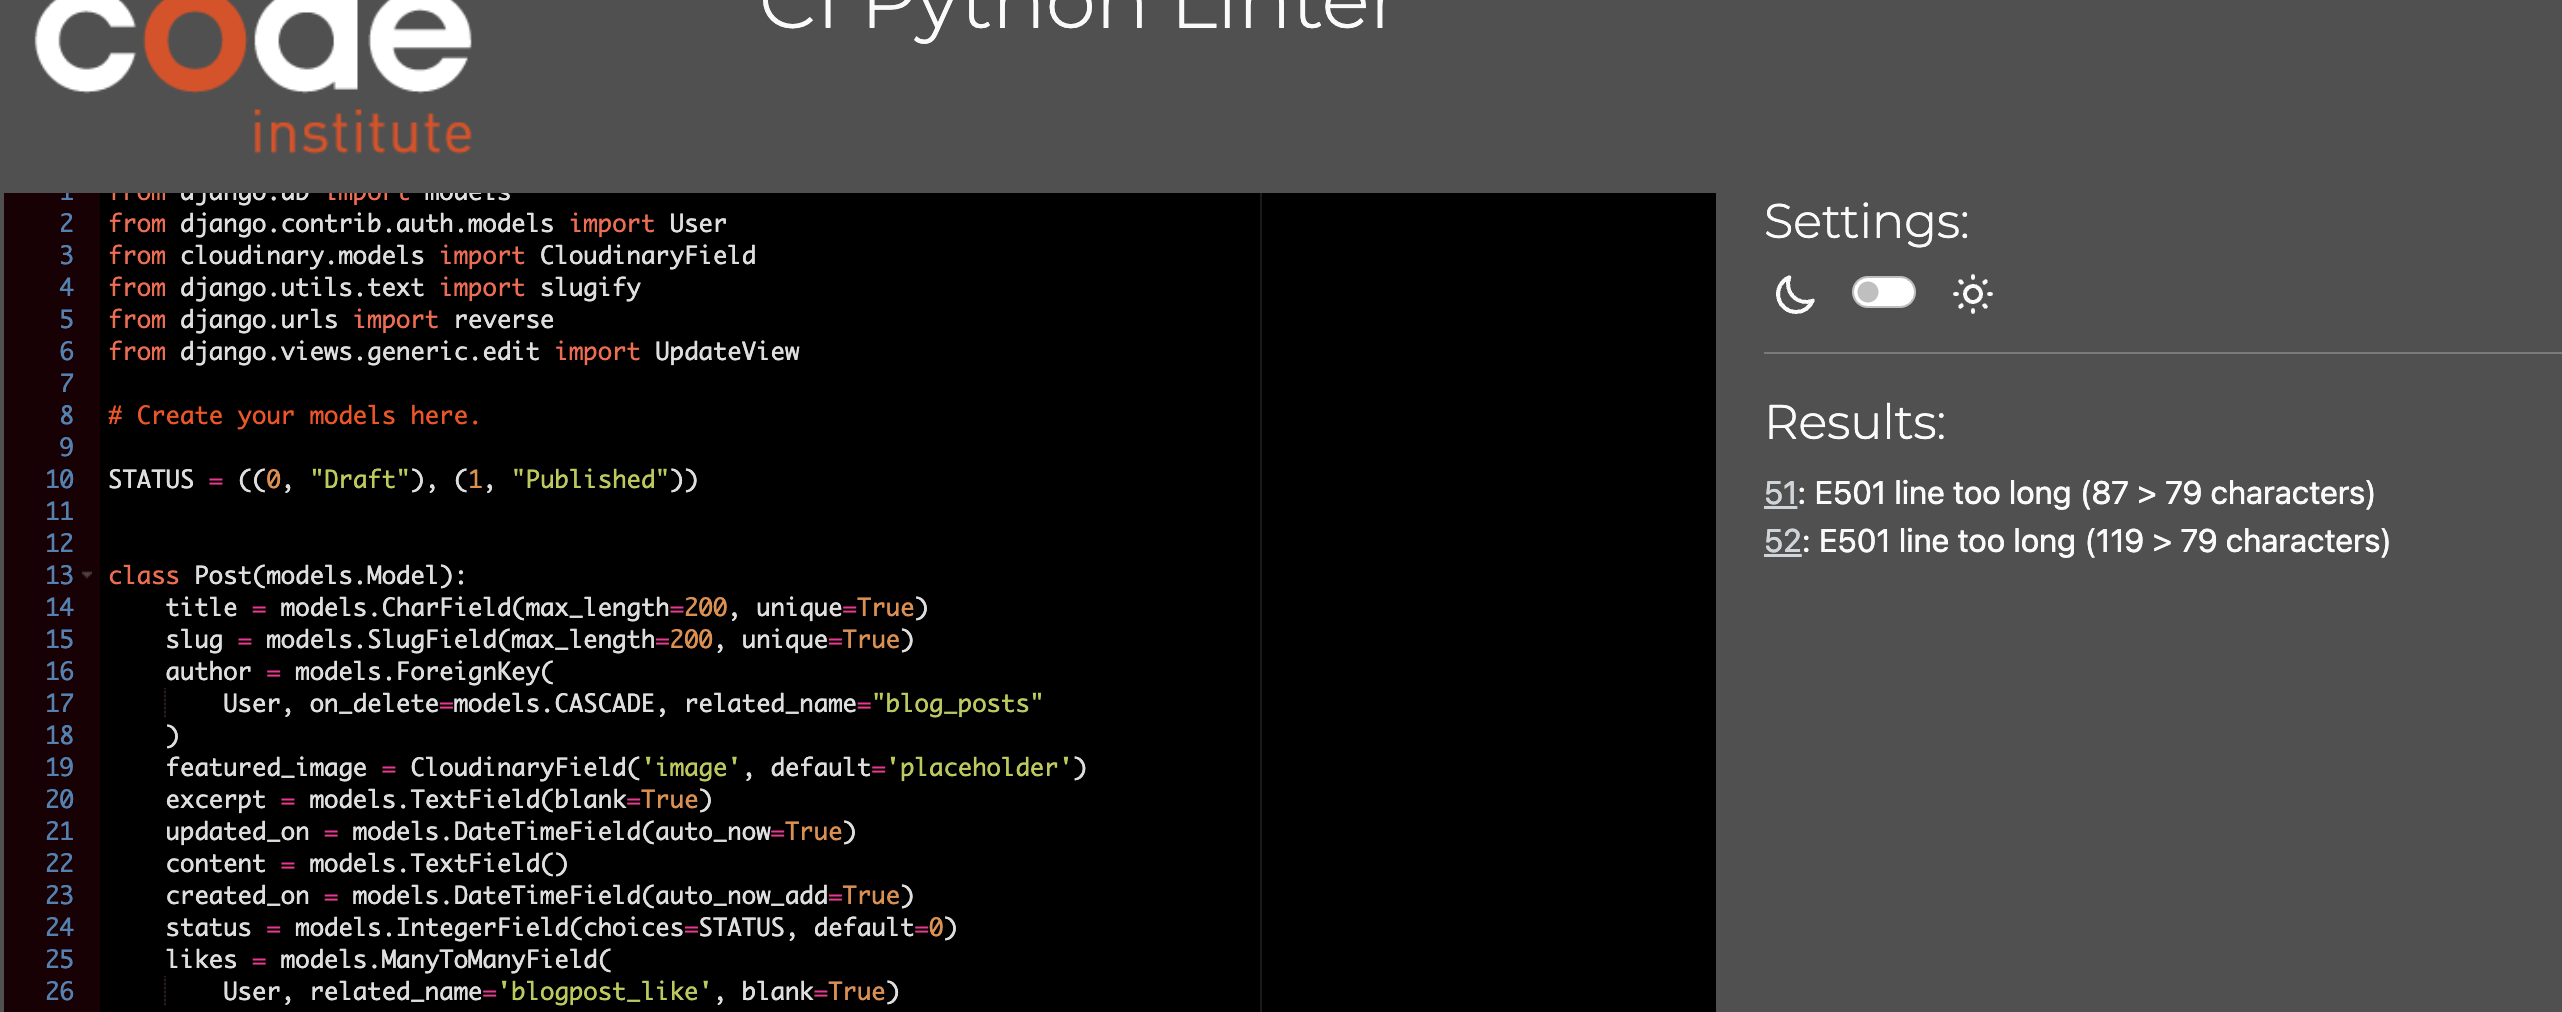 code
institute
CI Python Linter
1 from django.db import models
2 from django.contrib.auth.models import User
3 from cloudinary.models import CloudinaryField
4 from django.utils.text import slugify
5 from django.urls import reverse
6 from django.views.generic.edit import UpdateView
7
8 # Create your models here.
9
10 STATUS = ((0, "Draft"), (1, "Published"))
11
12
13 class Post(models.Model):
14     title = models.CharField(max_length=200, unique=True)
15     slug = models.SlugField(max_length=200, unique=True)
16     author = models.ForeignKey(
17         User, on_delete=models.CASCADE, related_name="blog_posts"
18     )
19     featured_image = CloudinaryField('image', default='placeholder')
20     excerpt = models.TextField(blank=True)
21     updated_on = models.DateTimeField(auto_now=True)
22     content = models.TextField()
23     created_on = models.DateTimeField(auto_now_add=True)
24     status = models.IntegerField(choices=STATUS, default=0)
25     likes = models.ManyToManyField(
26         User, related_name='blogpost_like', blank=True)
Settings:
Results:
51: E501 line too long (87 > 79 characters)
52: E501 line too long (119 > 79 characters)